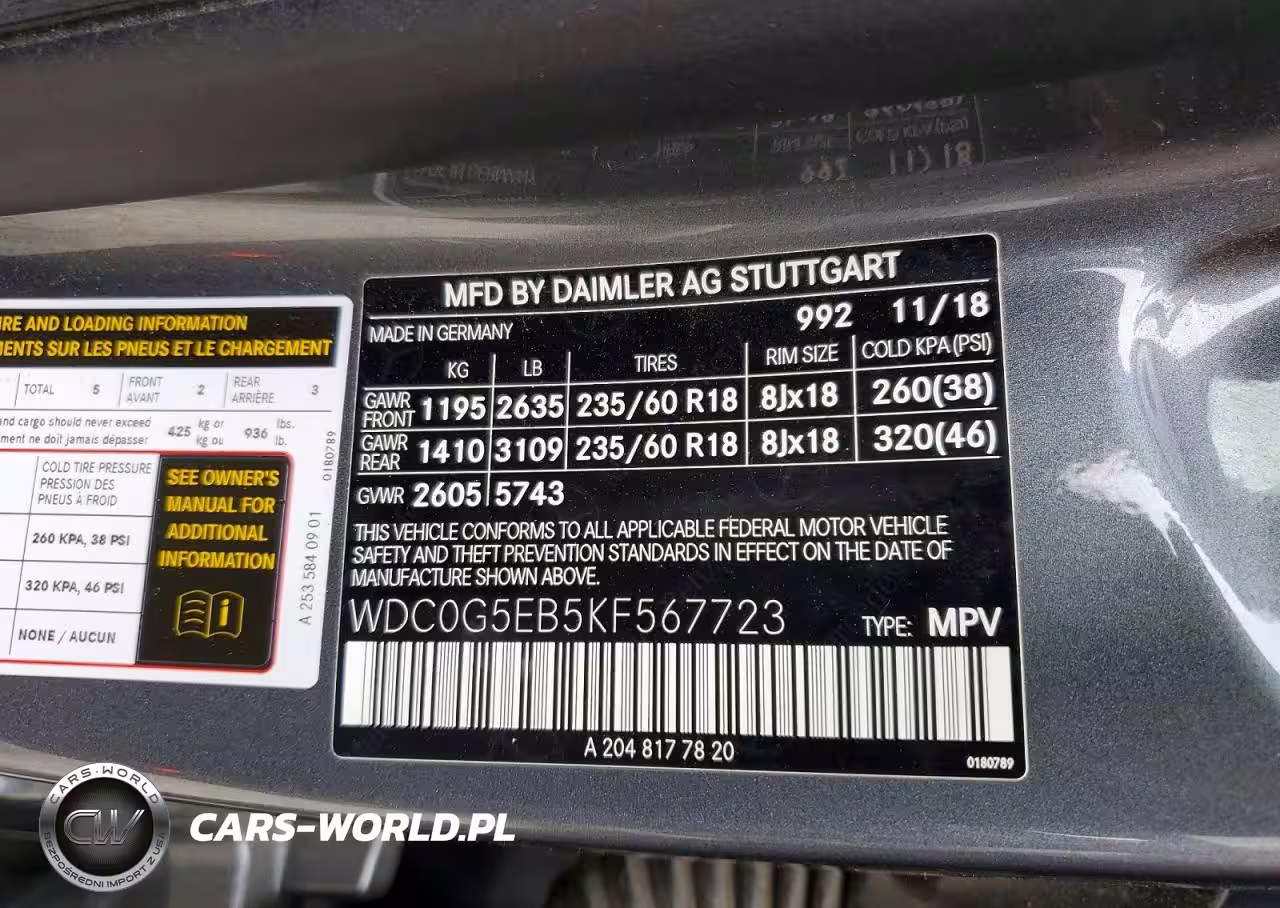 MFD BY DAIMLER AG STUTTGART
MADE IN GERMANY 992 11/18
KG LB TIRES RIM SIZE COLD KPA (PSI)
GAWR FRONT 1195 2635 235/60 R18 8Jx18 260(38)
GAWR REAR 1410 3109 235/60 R18 8Jx18 320(46)
GVWR 2605 5743
THIS VEHICLE CONFORMS TO ALL APPLICABLE FEDERAL MOTOR VEHICLE
SAFETY AND THEFT PREVENTION STANDARDS IN EFFECT ON THE DATE OF
MANUFACTURE SHOWN ABOVE.
WDC0G5EB5KF567723 TYPE: MPV
A 204 817 78 20
0180789
AND LOADING INFORMATION
SUR LES PNEUS ET LE CHARGEMENT
TOTAL 5 FRONT AVANT 2 REAR ARRIÈRE 3
and cargo should never exceed 425 kg or 936 lbs.
ne doit jamais dépasser kg ou lb.
COLD TIRE PRESSURE
PRESSION DES
PNEUS À FROID
260 KPA, 38 PSI
320 KPA, 46 PSI
NONE / AUCUN
SEE OWNER'S
MANUAL FOR
ADDITIONAL
INFORMATION
i
0180789
A 253 584 09 01
CARS-WORLD
CW
BEZPOŚREDNI IMPORT Z USA
CARS-WORLD.PL